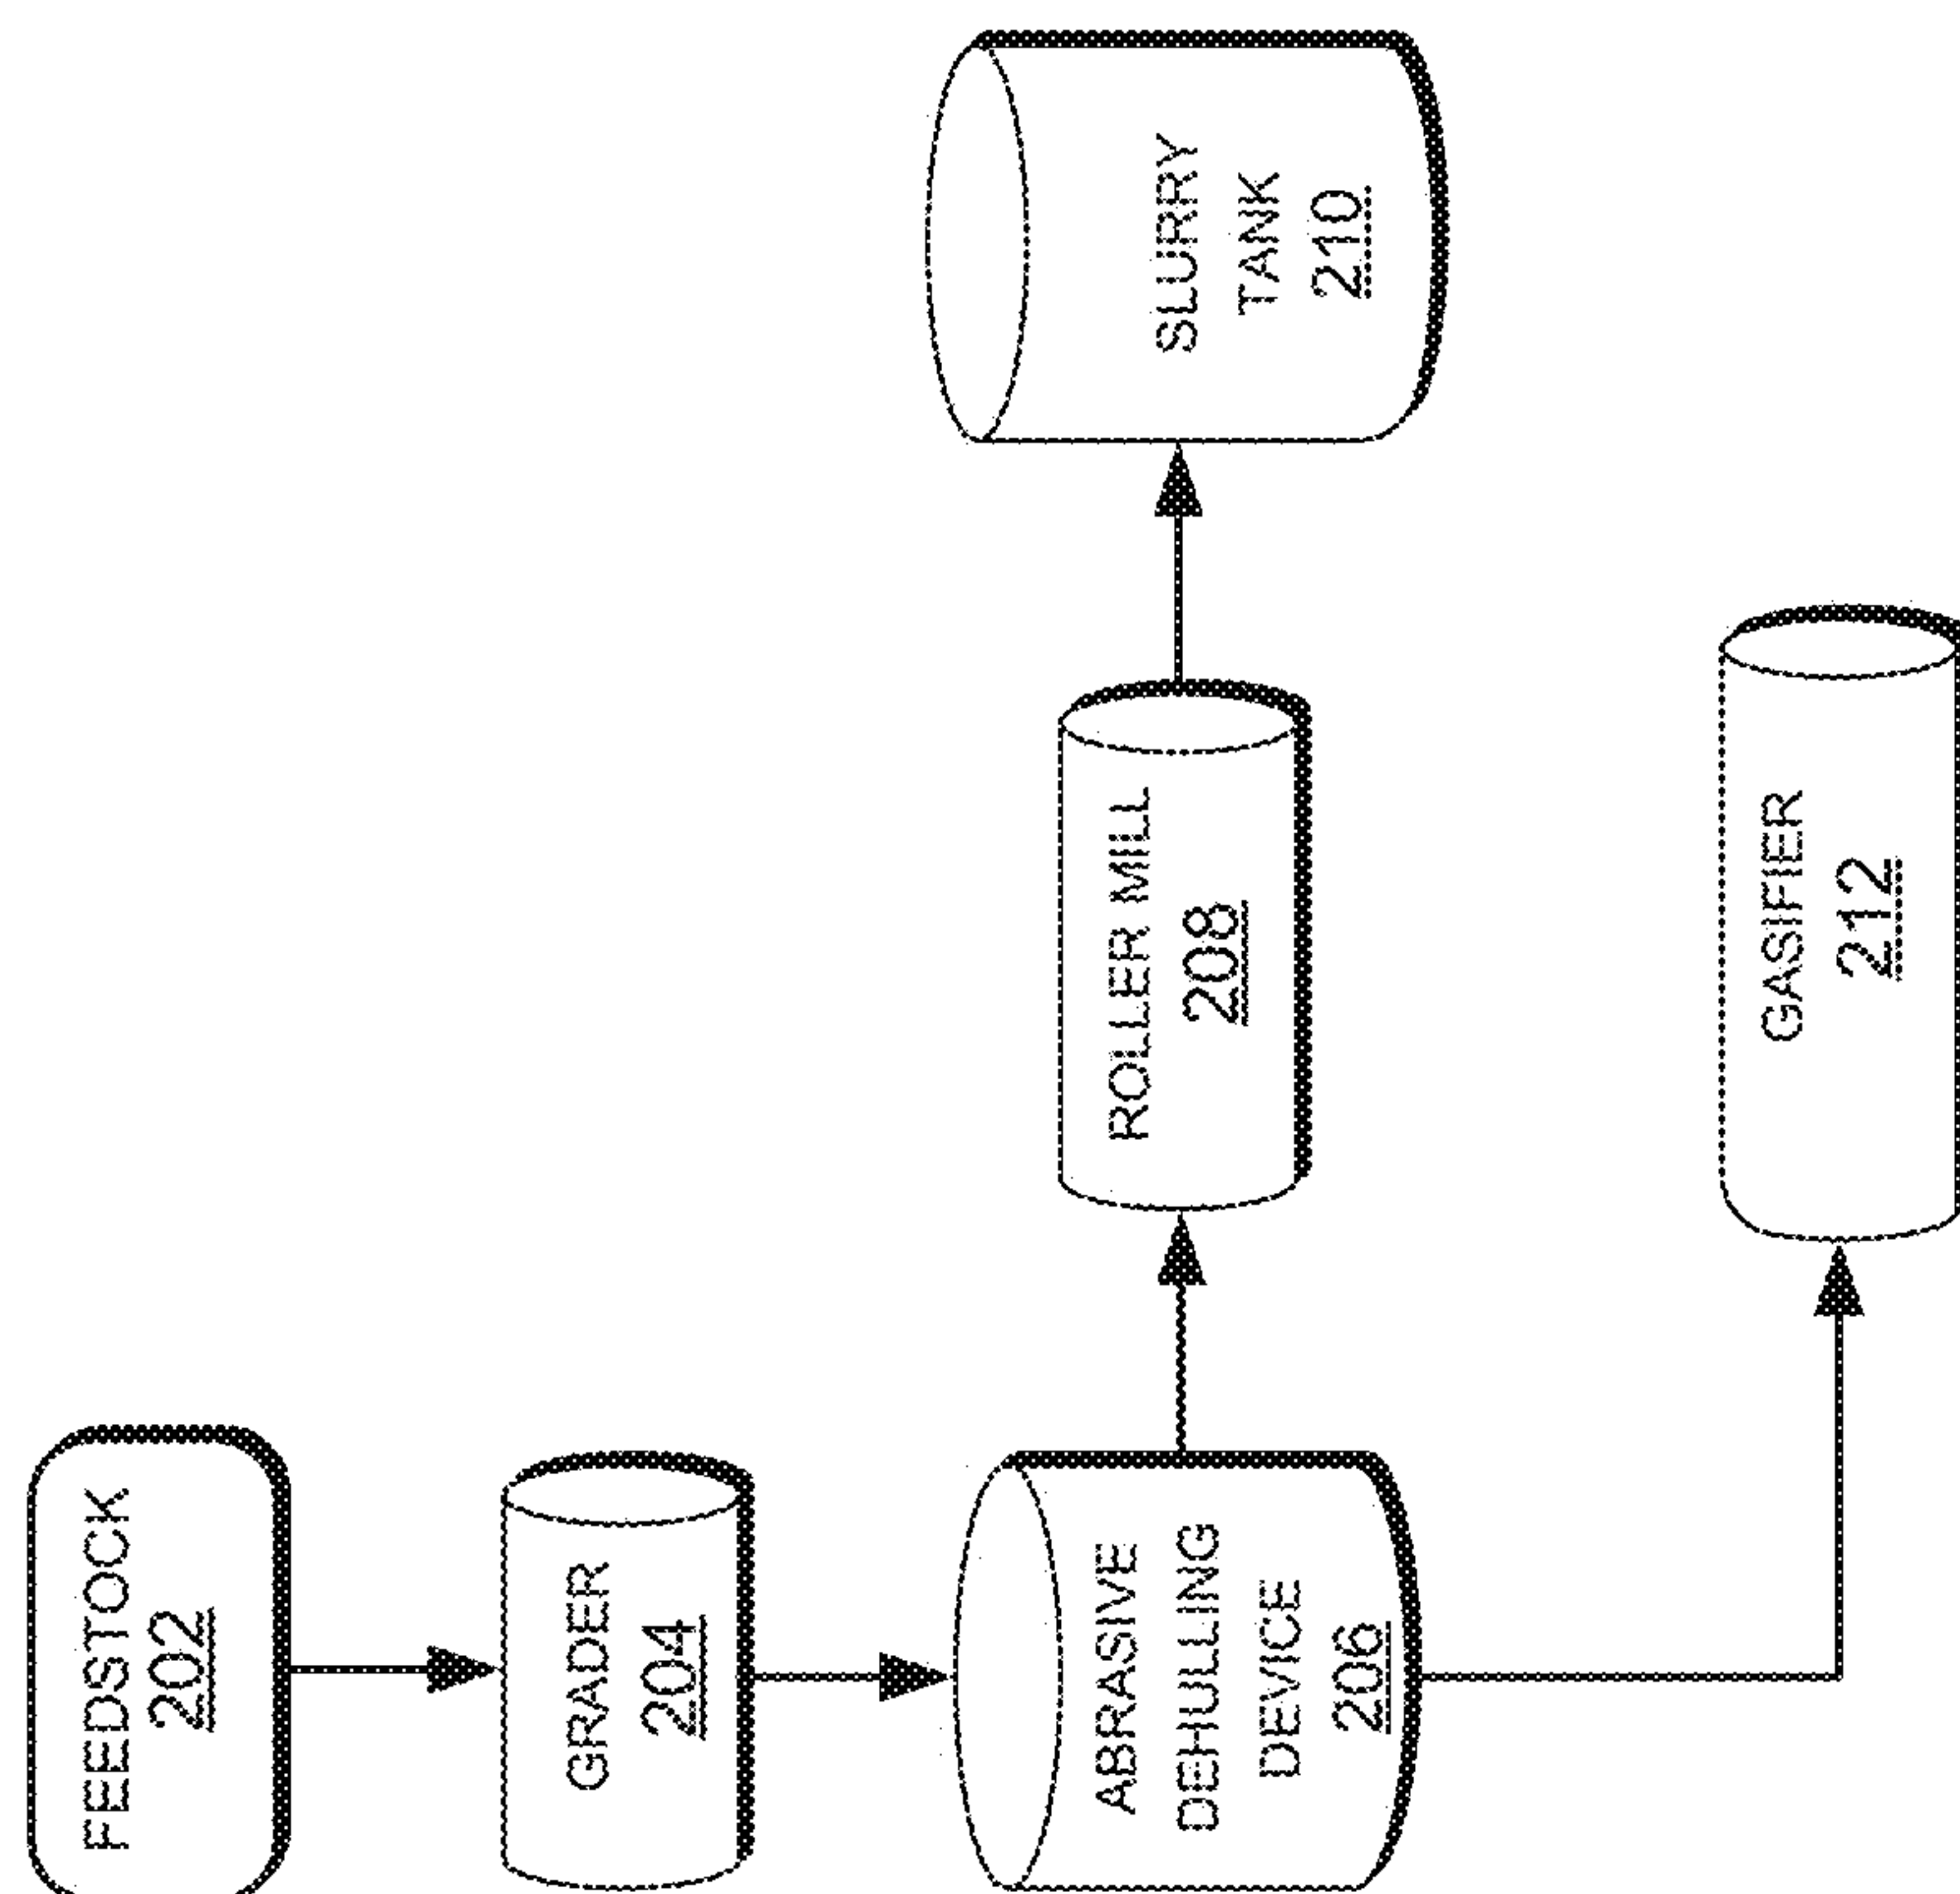 FEEDSTOCK
202
GRADER
204
ABRASIVE
DEHULLING
DEVICE
206
ROLLER MILL
208
SLURRY
TANK
210
GASIFIER
212